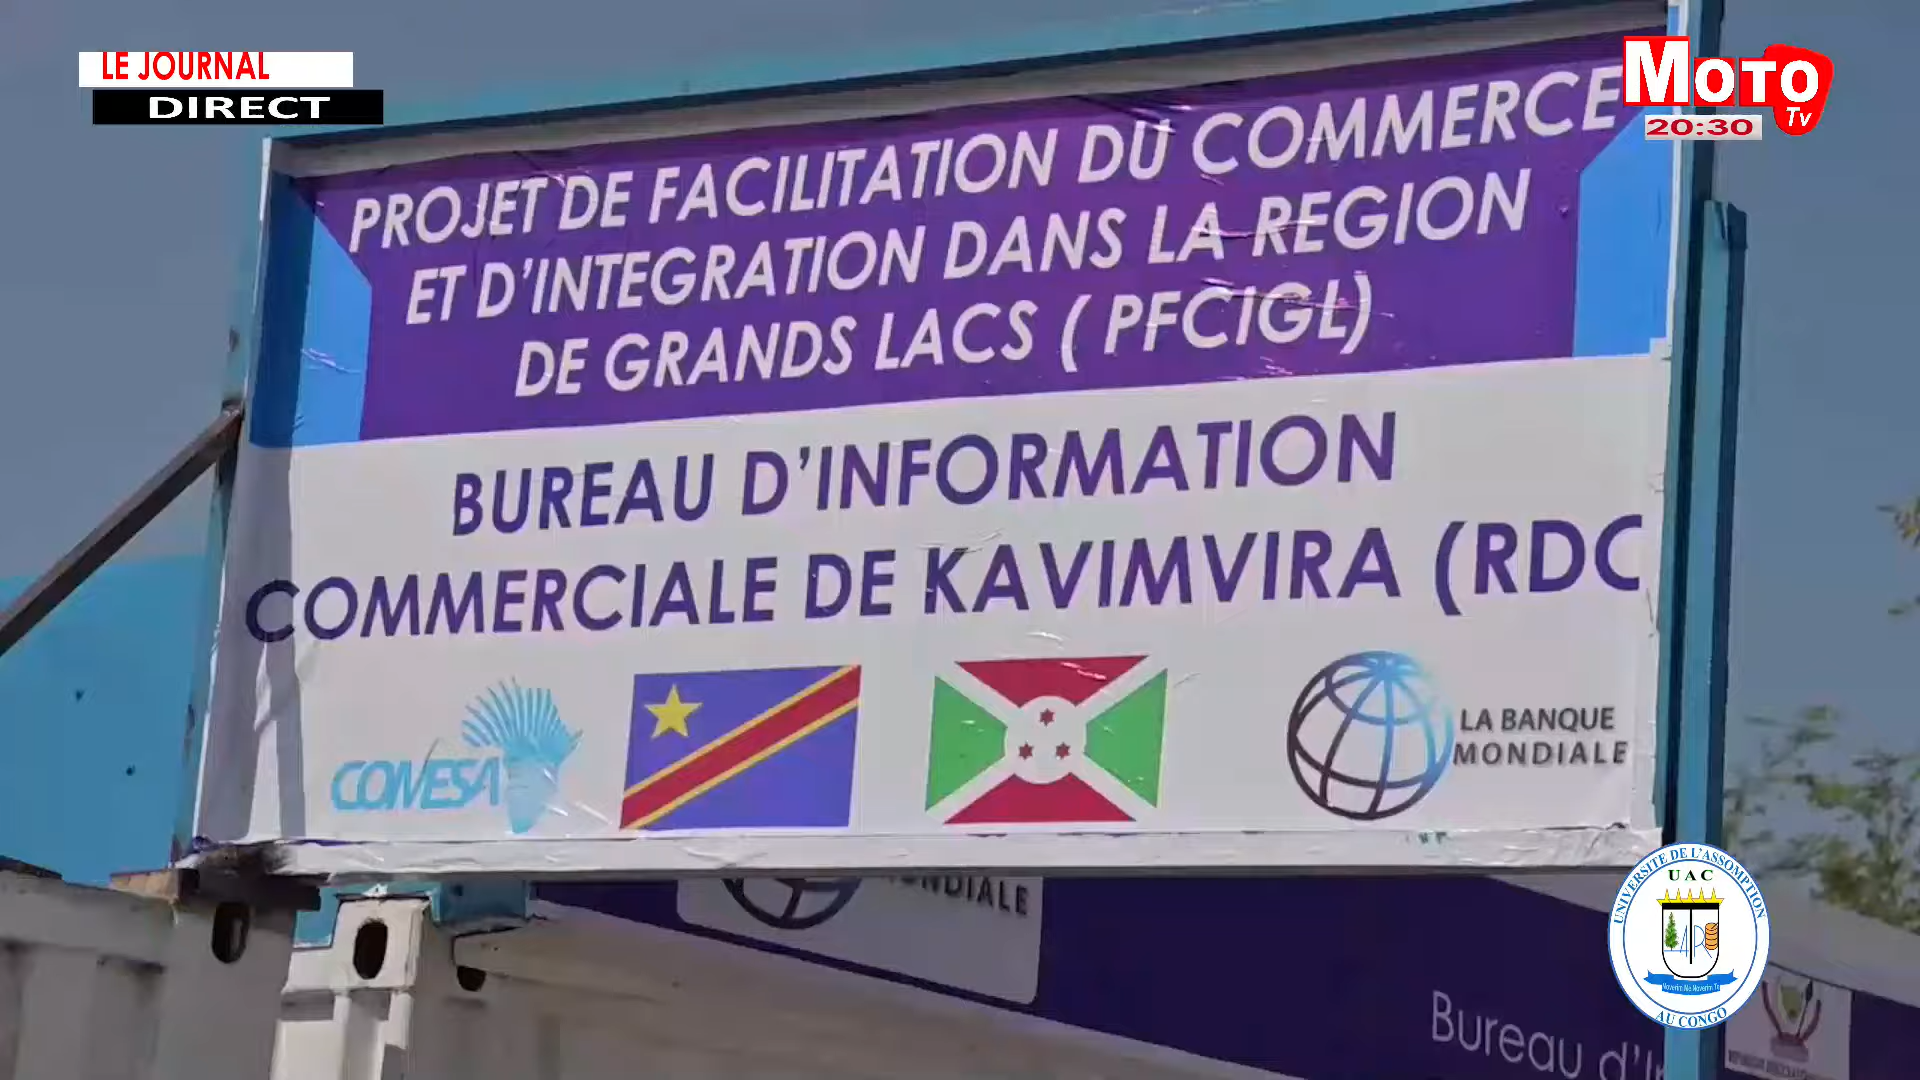 LE JOURNAL
DIRECT
MOTO
Tv
20:30
PROJET DE FACILITATION DU COMMERCE
ET D'INTEGRATION DANS LA REGION
DE GRANDS LACS ( PFCIGL)
BUREAU D'INFORMATION
COMMERCIALE DE KAVIMVIRA (RDC
COMESA
LA BANQUE
MONDIALE
NDIALE
Bureau d'I
UNIVERSITE DE L'ASSOMPTION
UAC
AU CONGO